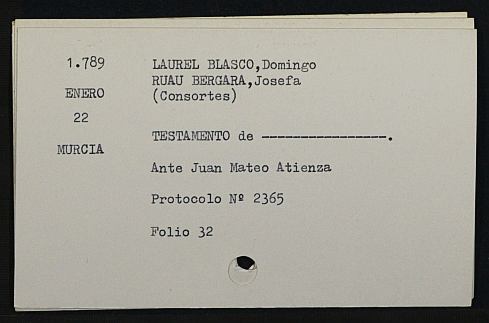 1.789 LAUREL BLASCO,Domingo
RUAU BERGARA,Josefa
ENERO (Consortes)
22
TESTAMENTO de ----------------.
MURCIA
Ante Juan Mateo Atienza
Protocolo Nº 2365
Folio 32